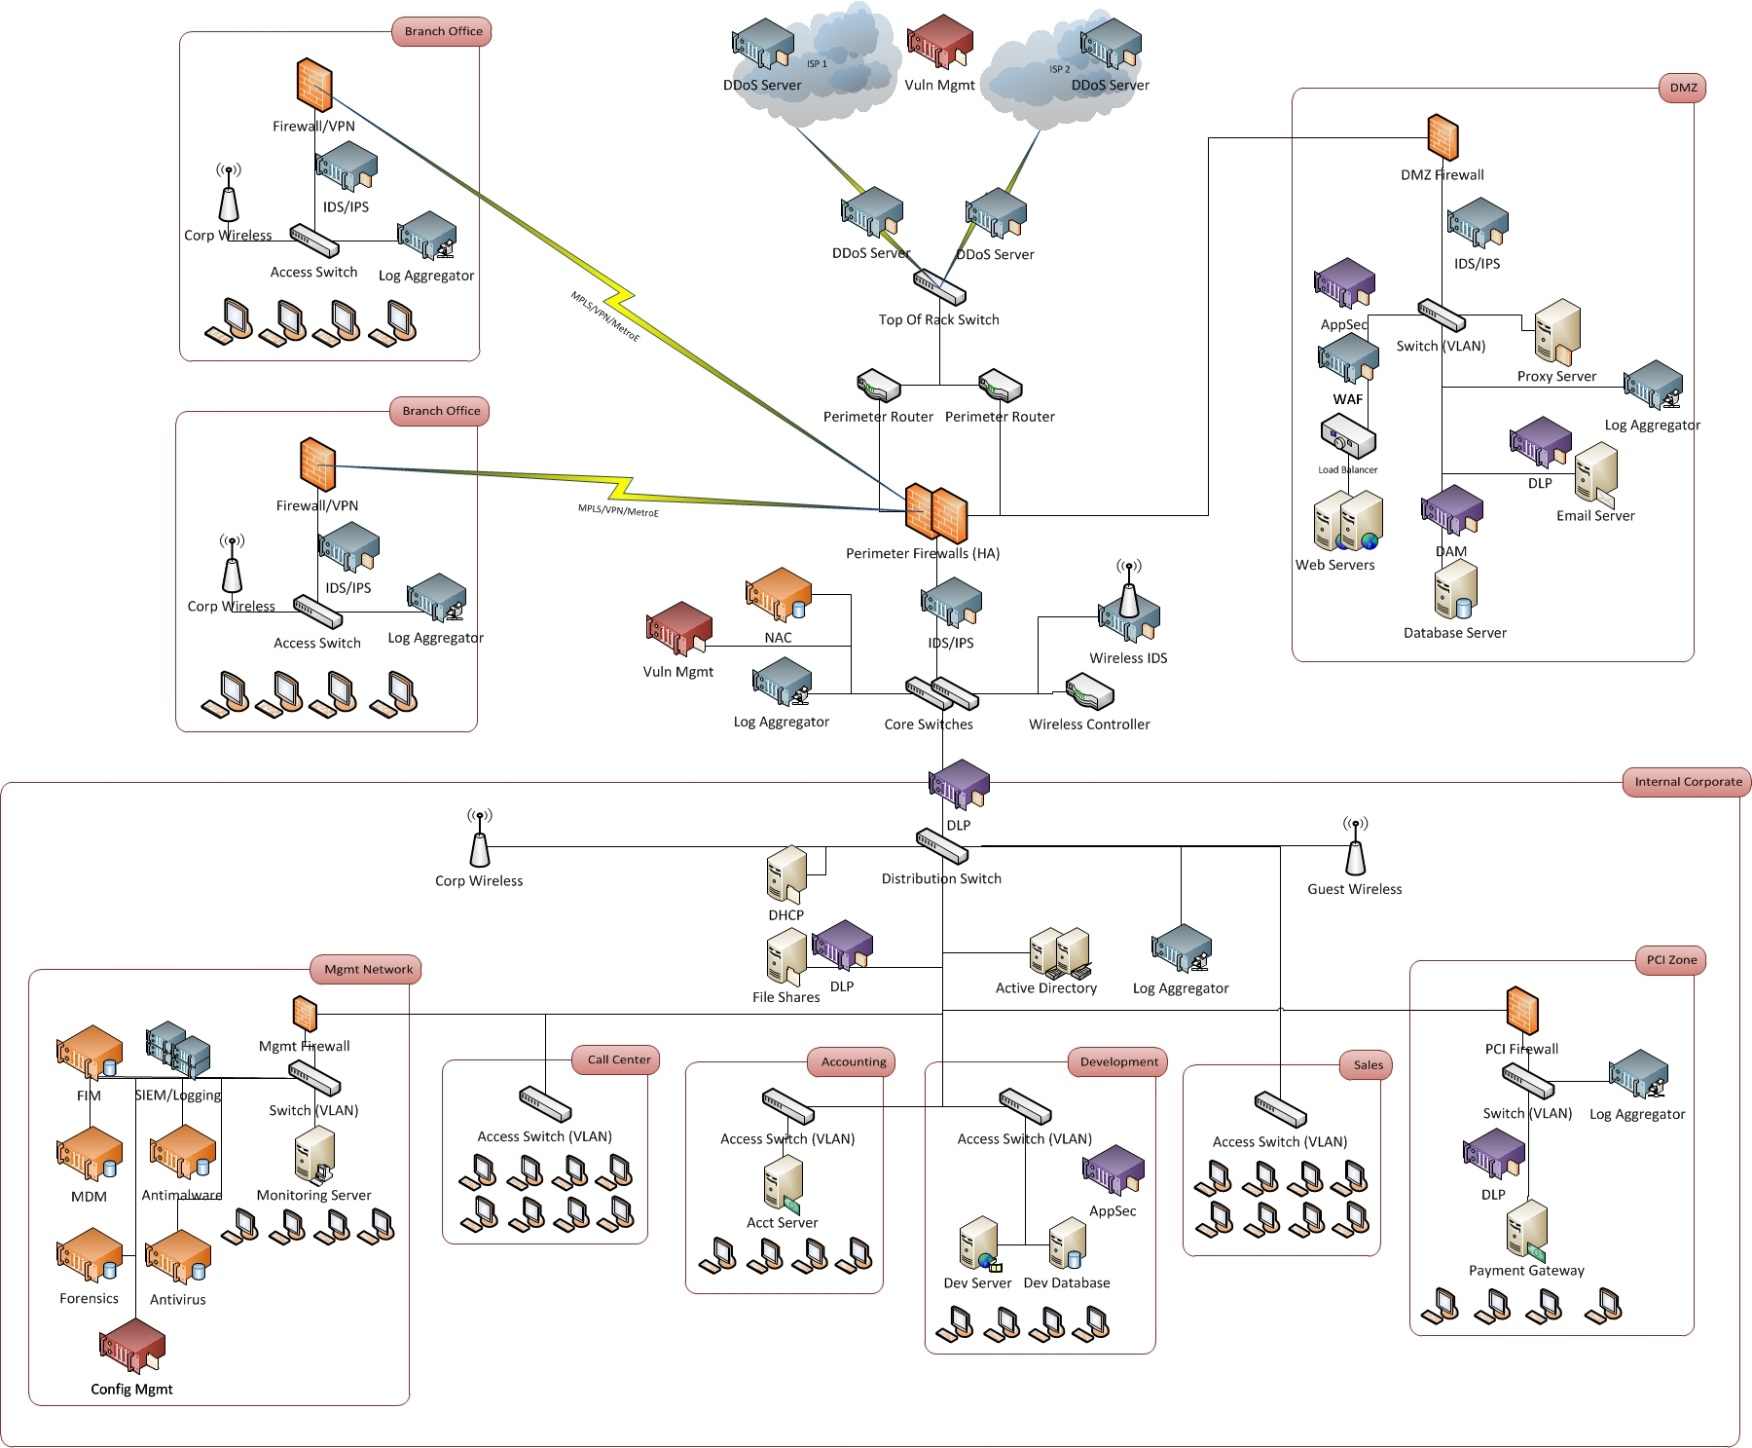 Branch Office
Firewall/VPN
IDS/IPS
Corp Wireless
Access Switch
Log Aggregator
MPLS/VPN/MetroE
Branch Office
Firewall/VPN
IDS/IPS
Corp Wireless
Access Switch
Log Aggregator
MPLS/VPN/MetroE
ISP 1
DDoS Server
Vuln Mgmt
ISP 2
DDoS Server
DDoS Server
DDoS Server
Top Of Rack Switch
Perimeter Router
Perimeter Router
Perimeter Firewalls (HA)
NAC
IDS/IPS
Vuln Mgmt
Wireless IDS
Log Aggregator
Core Switches
Wireless Controller
DMZ
DMZ Firewall
IDS/IPS
AppSec
Switch (VLAN)
Proxy Server
WAF
Log Aggregator
Load Balancer
DLP
Email Server
DAM
Web Servers
Database Server
Internal Corporate
DLP
Corp Wireless
Distribution Switch
Guest Wireless
DHCP
File Shares
DLP
Active Directory
Log Aggregator
Mgmt Network
Mgmt Firewall
FIM
SIEM/Logging
Switch (VLAN)
MDM
Antimalware
Monitoring Server
Forensics
Antivirus
Config Mgmt
Call Center
Access Switch (VLAN)
Accounting
Access Switch (VLAN)
Acct Server
Development
Access Switch (VLAN)
AppSec
Dev Server
Dev Database
Sales
Access Switch (VLAN)
PCI Zone
PCI Firewall
Switch (VLAN)
Log Aggregator
DLP
Payment Gateway